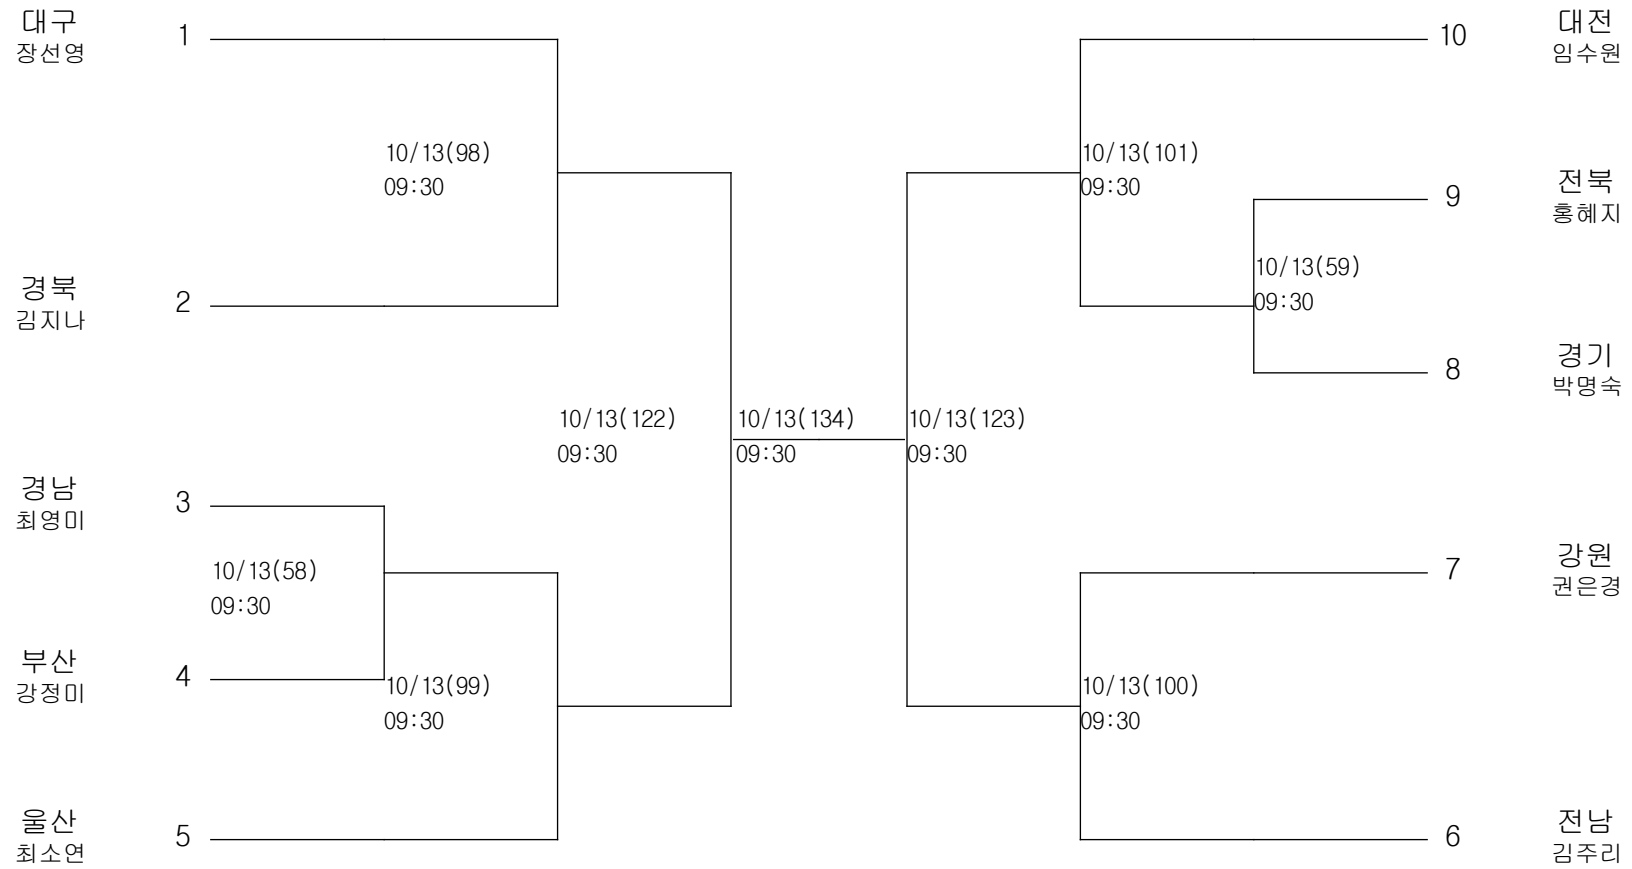 대구
장선영
1
10/13(98)
09:30
경북
김지나
2
경남
최영미
3
10/13(58)
09:30
부산
강정미
4
10/13(99)
09:30
울산
최소연
5
10/13(122)
09:30
10/13(134)
09:30
10/13(123)
09:30
10
대전
임수원
10/13(101)
09:30
9
전북
홍혜지
10/13(59)
09:30
8
경기
박명숙
7
강원
권은경
10/13(100)
09:30
6
전남
김주리